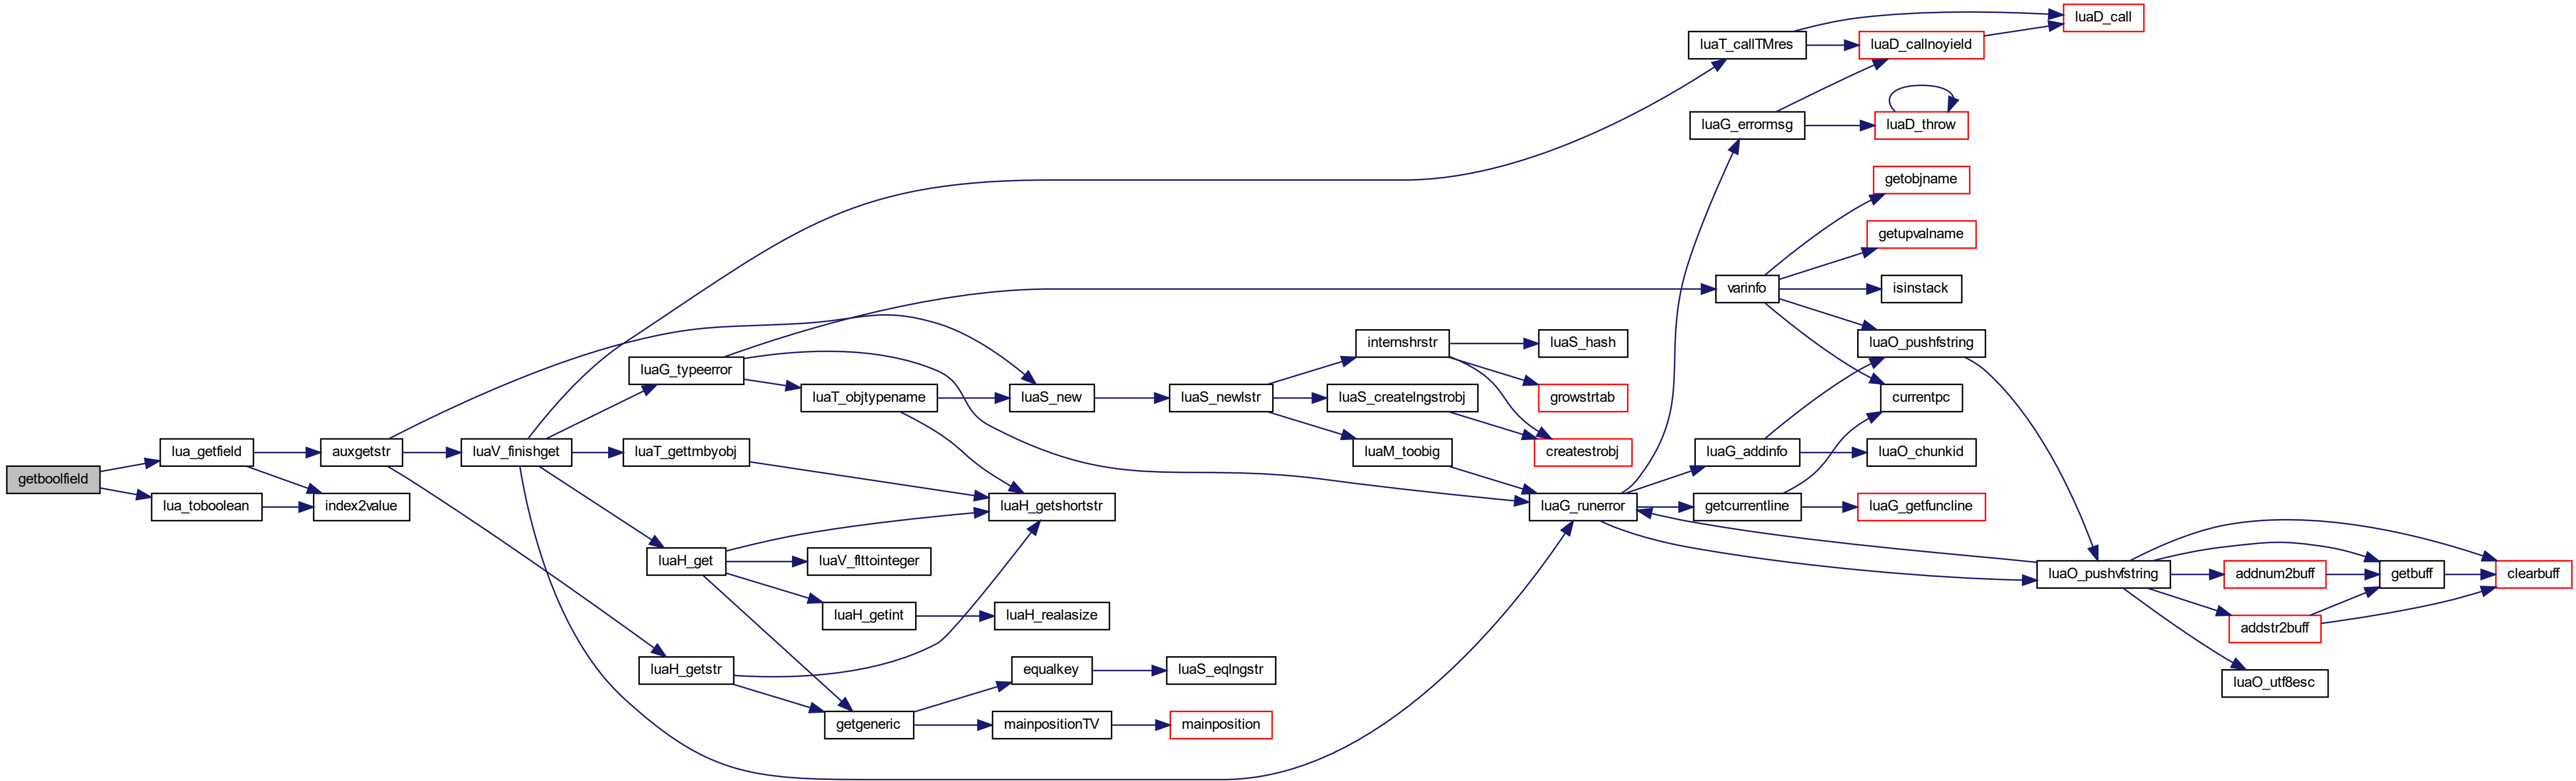 luaD_call
luaT_callTMres
luaD_callnoyield
luaG_errormsg
luaD_throw
getobjname
getupvalname
varinfo
isinstack
internshrstr
luaS_hash
luaO_pushfstring
luaG_typeerror
luaT_objtypename
luaS_new
luaS_newlstr
luaS_createlngstrobj
growstrtab
currentpc
lua_getfield
auxgetstr
luaV_finishget
luaT_gettmbyobj
luaM_toobig
createstrobj
luaG_addinfo
luaO_chunkid
getboolfield
lua_toboolean
index2value
luaH_getshortstr
luaG_runerror
getcurrentline
luaG_getfuncline
luaH_get
luaV_flttointeger
luaO_pushvfstring
addnum2buff
getbuff
clearbuff
luaH_getint
luaH_realasize
addstr2buff
luaH_getstr
equalkey
luaS_eqlngstr
luaO_utf8esc
getgeneric
mainpositionTV
mainposition